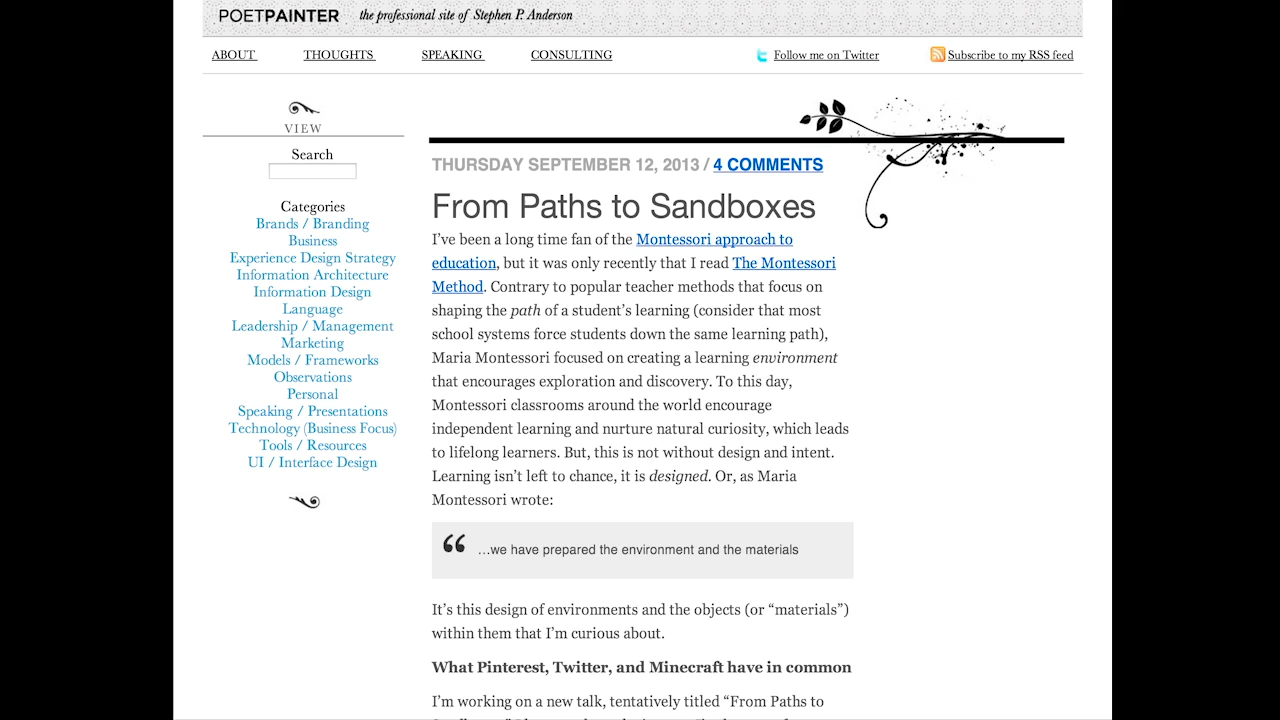 POETPAINTER the professional site of Stephen P. Anderson
ABOUT THOUGHTS SPEAKING CONSULTING Follow me on Twitter Subscribe to my RSS feed
VIEW
Search
Categories
Brands / Branding
Business
Experience Design Strategy
Information Architecture
Information Design
Language
Leadership / Management
Marketing
Models / Frameworks
Observations
Personal
Speaking / Presentations
Technology (Business Focus)
Tools / Resources
UI / Interface Design
THURSDAY SEPTEMBER 12, 2013 / 4 COMMENTS
From Paths to Sandboxes
I’ve been a long time fan of the Montessori approach to
education, but it was only recently that I read The Montessori
Method. Contrary to popular teacher methods that focus on
shaping the path of a student’s learning (consider that most
school systems force students down the same learning path),
Maria Montessori focused on creating a learning environment
that encourages exploration and discovery. To this day,
Montessori classrooms around the world encourage
independent learning and nurture natural curiosity, which leads
to lifelong learners. But, this is not without design and intent.
Learning isn’t left to chance, it is designed. Or, as Maria
Montessori wrote:
“ …we have prepared the environment and the materials
It’s this design of environments and the objects (or “materials”)
within them that I’m curious about.
What Pinterest, Twitter, and Minecraft have in common
I’m working on a new talk, tentatively titled “From Paths to